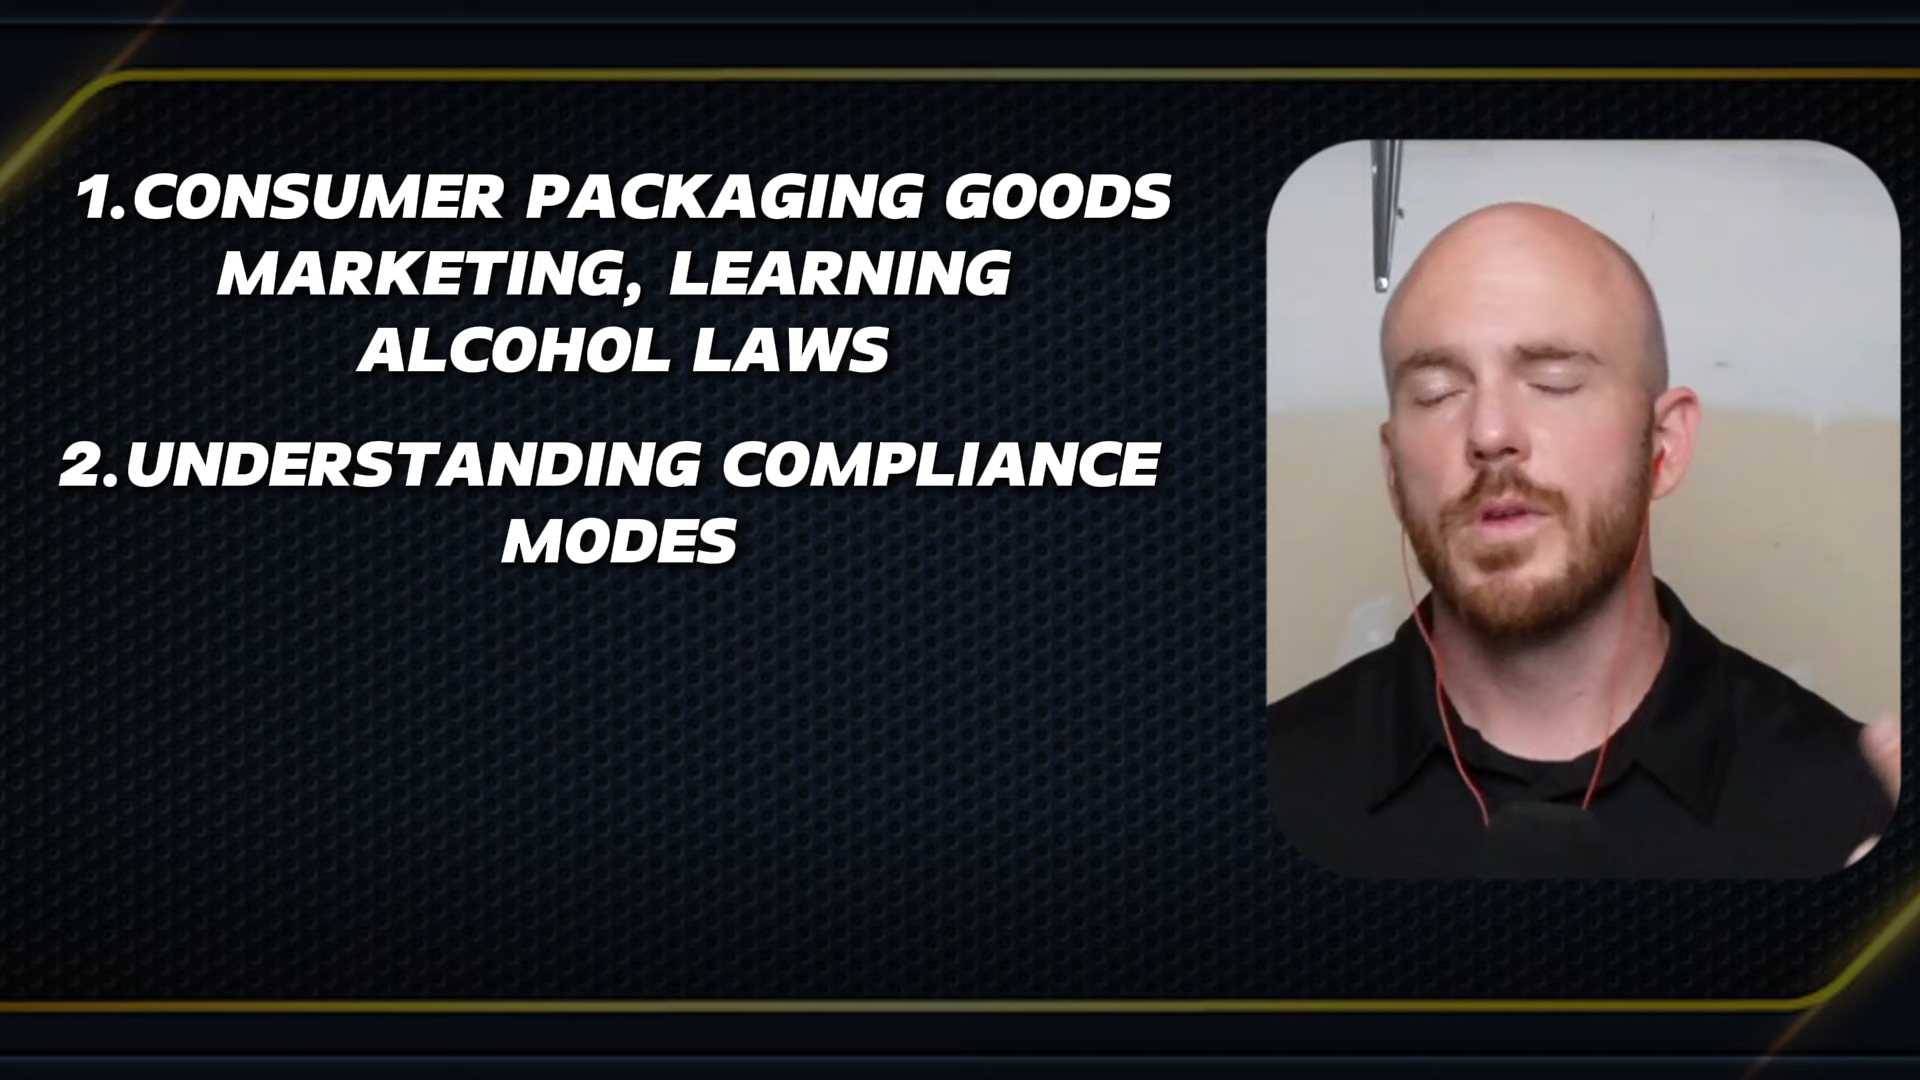 1.CONSUMER PACKAGING GOODS
MARKETING, LEARNING
ALCOHOL LAWS
2.UNDERSTANDING COMPLIANCE
MODES